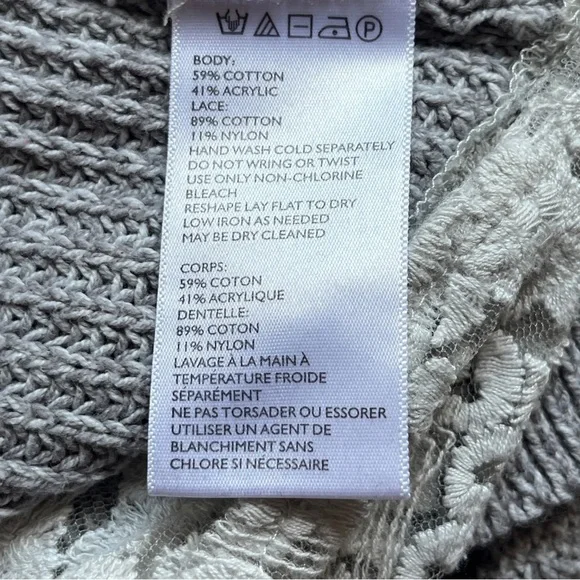 BODY:
59% COTTON
41% ACRYLIC
LACE:
89% COTTON
11% NYLON
HAND WASH COLD SEPARATELY
DO NOT WRING OR TWIST
USE ONLY NON-CHLORINE
BLEACH
RESHAPE LAY FLAT TO DRY
LOW IRON AS NEEDED
MAY BE DRY CLEANED
CORPS:
59% COTON
41% ACRYLIQUE
DENTELLE:
89% COTON
11% NYLON
LAVAGE À LA MAIN À
TEMPÉRATURE FROIDE
SÉPARÉMENT
NE PAS TORSADER OU ESSORER
UTILISER UN AGENT DE
BLANCHIMENT SANS
CHLORE SI NÉCESSAIRE